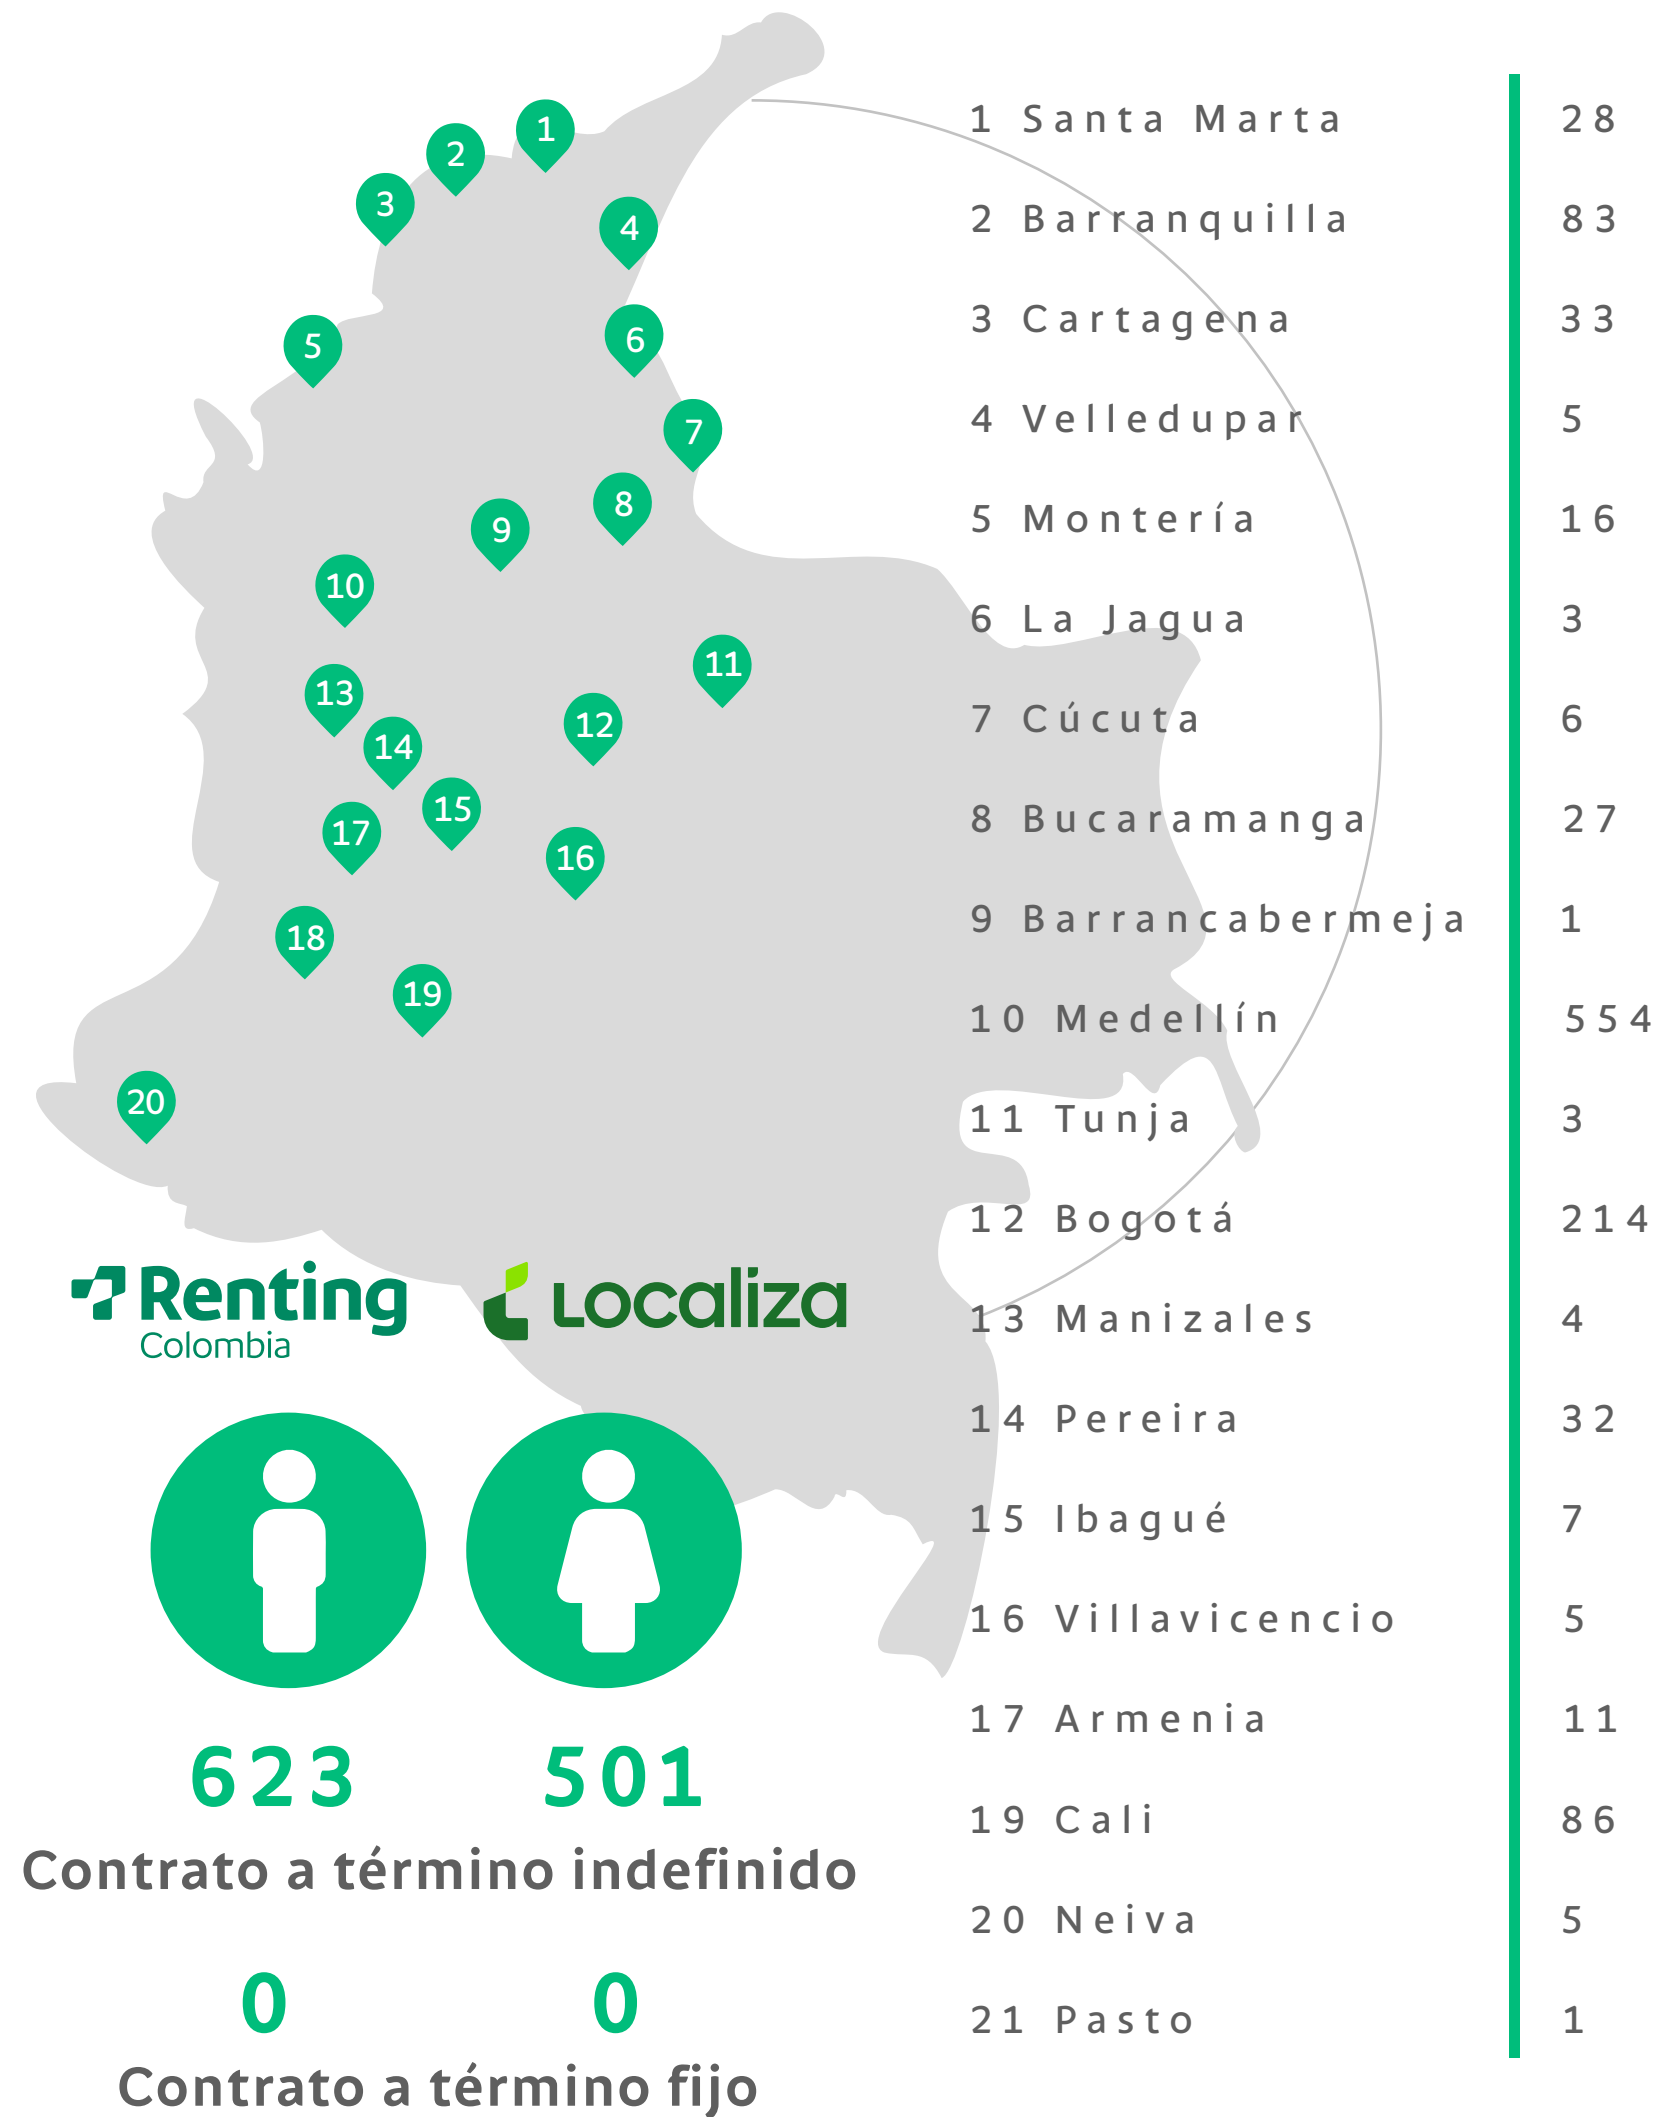 1
2
3
4
5
6
7
8
9
10
11
12
13
14
15
16
17
18
19
20
Renting
Colombia
Localiza
623 501
Contrato a término indefinido
0 0
Contrato a término fijo
1 Santa Marta 28
2 Barranquilla 83
3 Cartagena 33
4 Velledupar 5
5 Montería 16
6 La Jagua 3
7 Cúcuta 6
8 Bucaramanga 27
9 Barrancabermeja 1
10 Medellín 554
11 Tunja 3
12 Bogotá 214
13 Manizales 4
14 Pereira 32
15 Ibagué 7
16 Villavicencio 5
17 Armenia 11
19 Cali 86
20 Neiva 5
21 Pasto 1